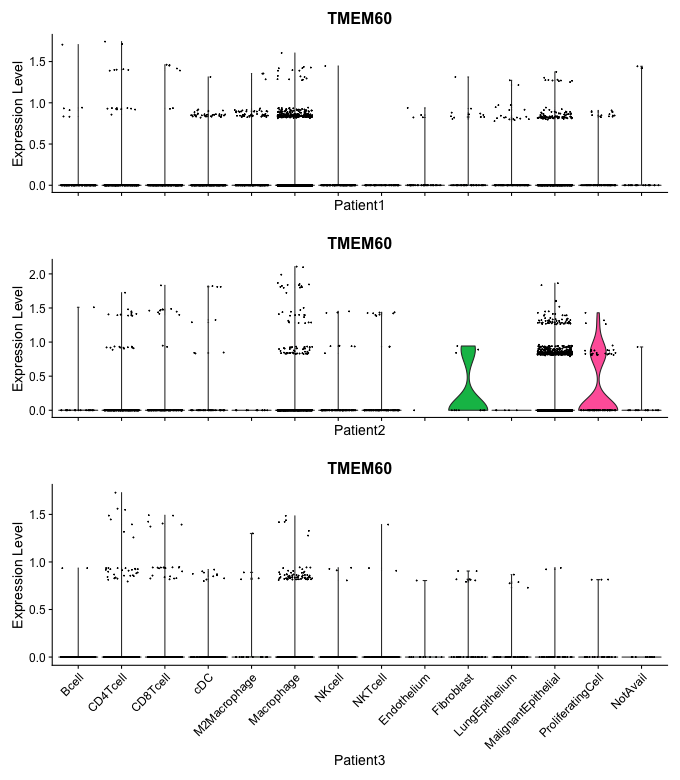 TMEM60
Expression Level
1.5
1.0
0.5
0.0
Patient1
TMEM60
Expression Level
2.0
1.5
1.0
0.5
0.0
Patient2
TMEM60
Expression Level
1.5
1.0
0.5
0.0
Bcell
CD4Tcell
CD8Tcell
cDC
M2Macrophage
Macrophage
NKcell
NKTcell
Endothelium
Fibroblast
LungEpithelium
MalignantEpithelial
ProliferatingCell
NotAvail
Patient3